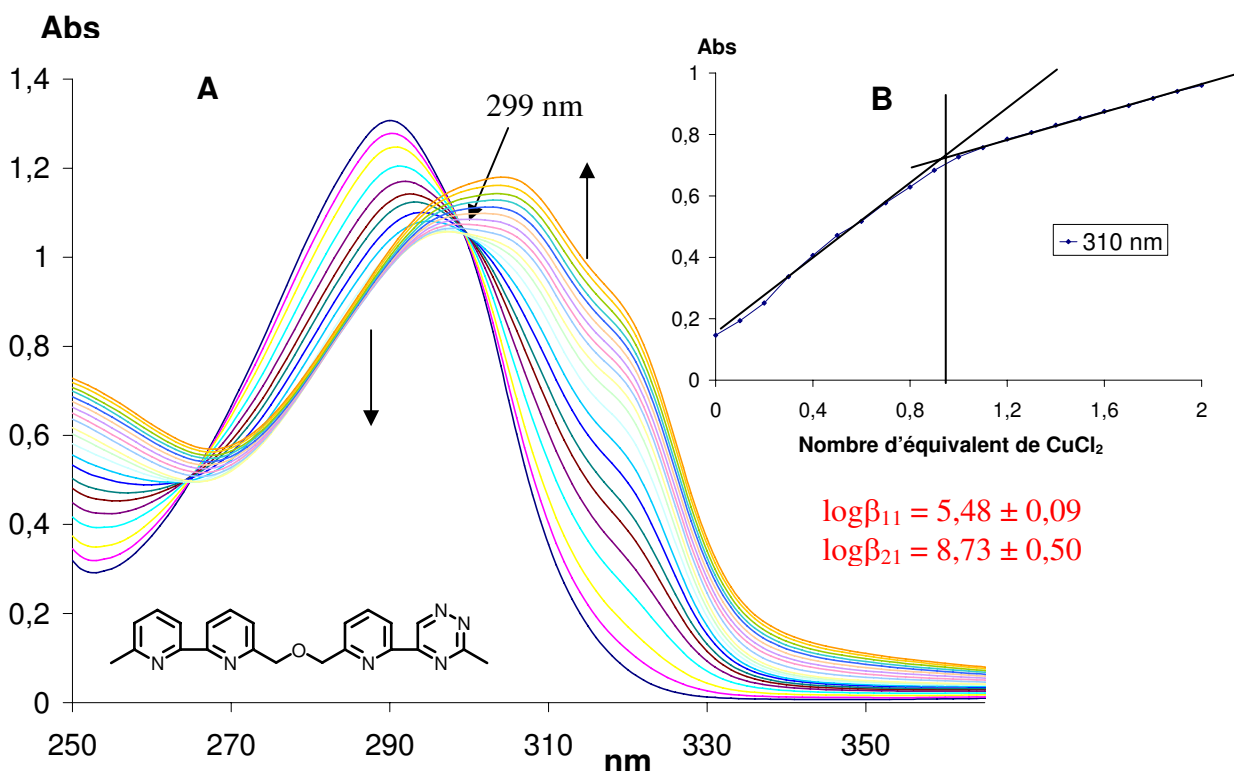 Abs
1,4
1,2
1
0,8
0,6
0,4
0,2
0
250
270
290
310
330
350
nm
A
299 nm
Abs
B
1
0,8
0,6
0,4
0,2
0
0
0,4
0,8
1,2
1,6
2
310 nm
Nombre d'équivalent de CuCl₂
logβ₁₁ = 5,48 ± 0,09
logβ₂₁ = 8,73 ± 0,50
N
N
O
N
N
N
N